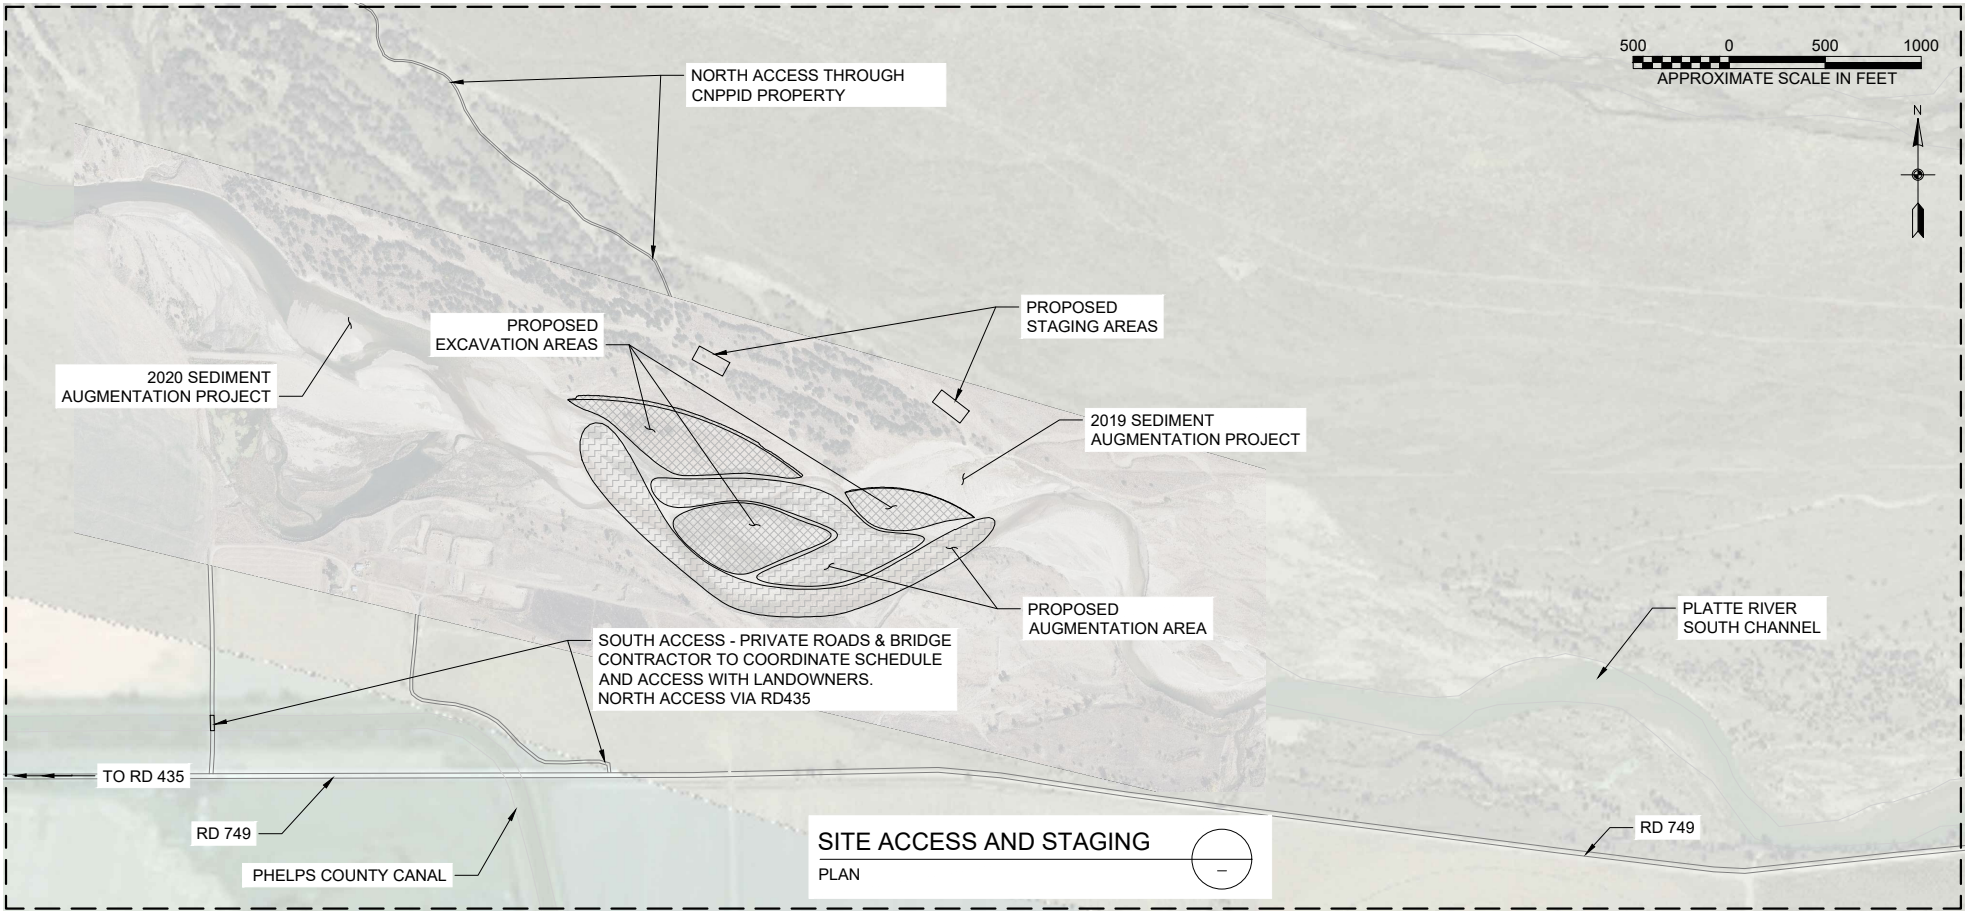 500 0 500 1000
APPROXIMATE SCALE IN FEET
N
NORTH ACCESS THROUGH
CNPPID PROPERTY
PROPOSED
STAGING AREAS
PROPOSED
EXCAVATION AREAS
2020 SEDIMENT
AUGMENTATION PROJECT
2019 SEDIMENT
AUGMENTATION PROJECT
PROPOSED
AUGMENTATION AREA
PLATTE RIVER
SOUTH CHANNEL
SOUTH ACCESS - PRIVATE ROADS & BRIDGE
CONTRACTOR TO COORDINATE SCHEDULE
AND ACCESS WITH LANDOWNERS.
NORTH ACCESS VIA RD435
TO RD 435
RD 749
PHELPS COUNTY CANAL
RD 749
SITE ACCESS AND STAGING
PLAN
–